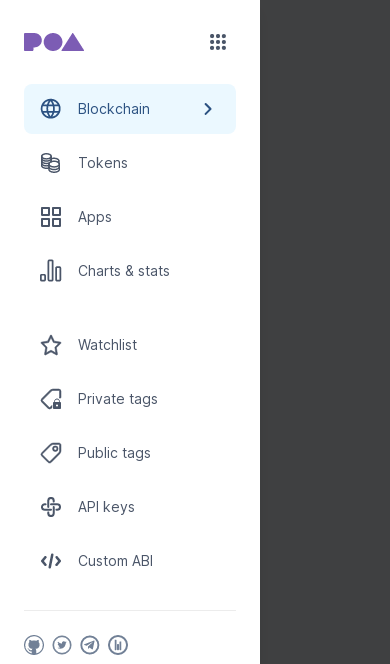 POA
Blockchain
Tokens
Apps
Charts & stats
Watchlist
Private tags
Public tags
API keys
Custom ABI